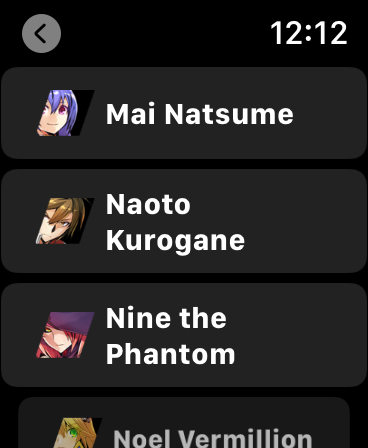 12:12
Mai Natsume
Naoto
Kurogane
Nine the
Phantom
Noel Vermillion